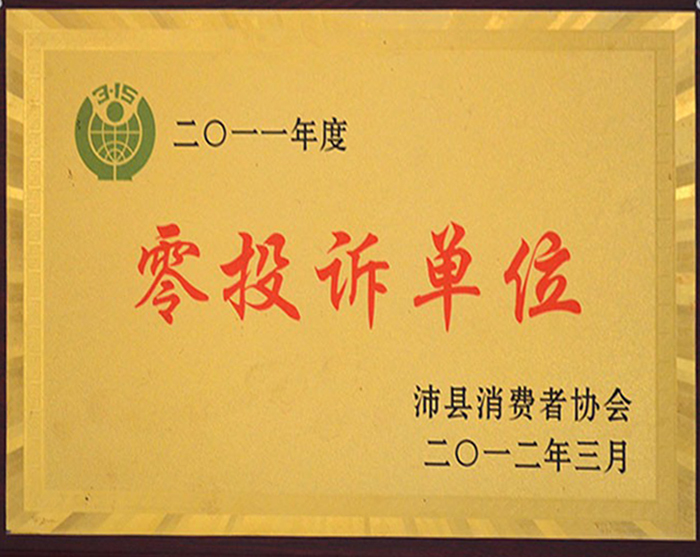 3·15
二〇一一年度
零投诉单位
沛县消费者协会
二〇一二年三月